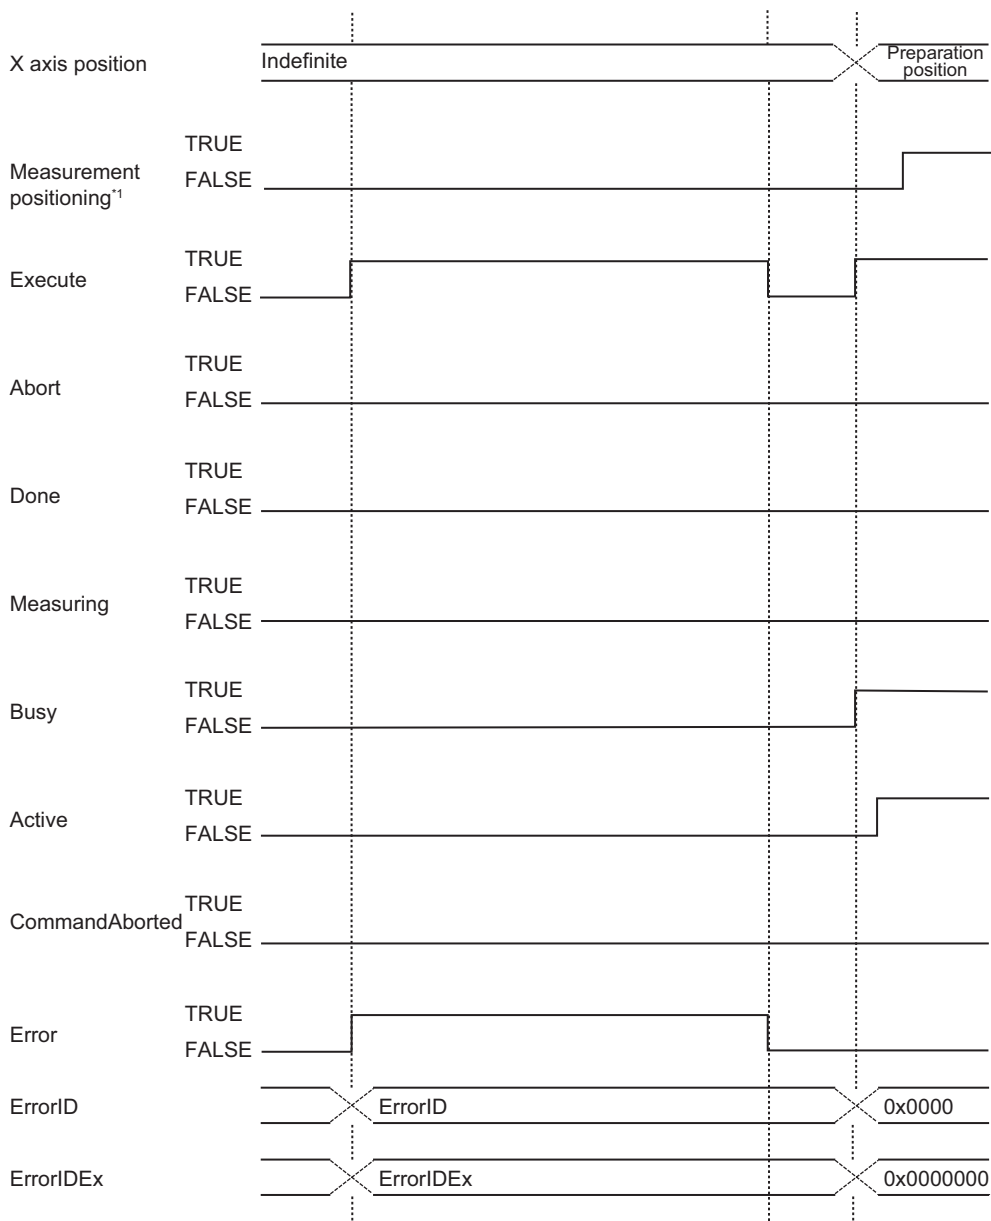 X axis position
Indefinite
Preparation
position
Measurement
positioning*1
TRUE
FALSE
Execute
TRUE
FALSE
Abort
TRUE
FALSE
Done
TRUE
FALSE
Measuring
TRUE
FALSE
Busy
TRUE
FALSE
Active
TRUE
FALSE
CommandAborted
TRUE
FALSE
Error
TRUE
FALSE
ErrorID
ErrorID
0x0000
ErrorIDEx
ErrorIDEx
0x0000000